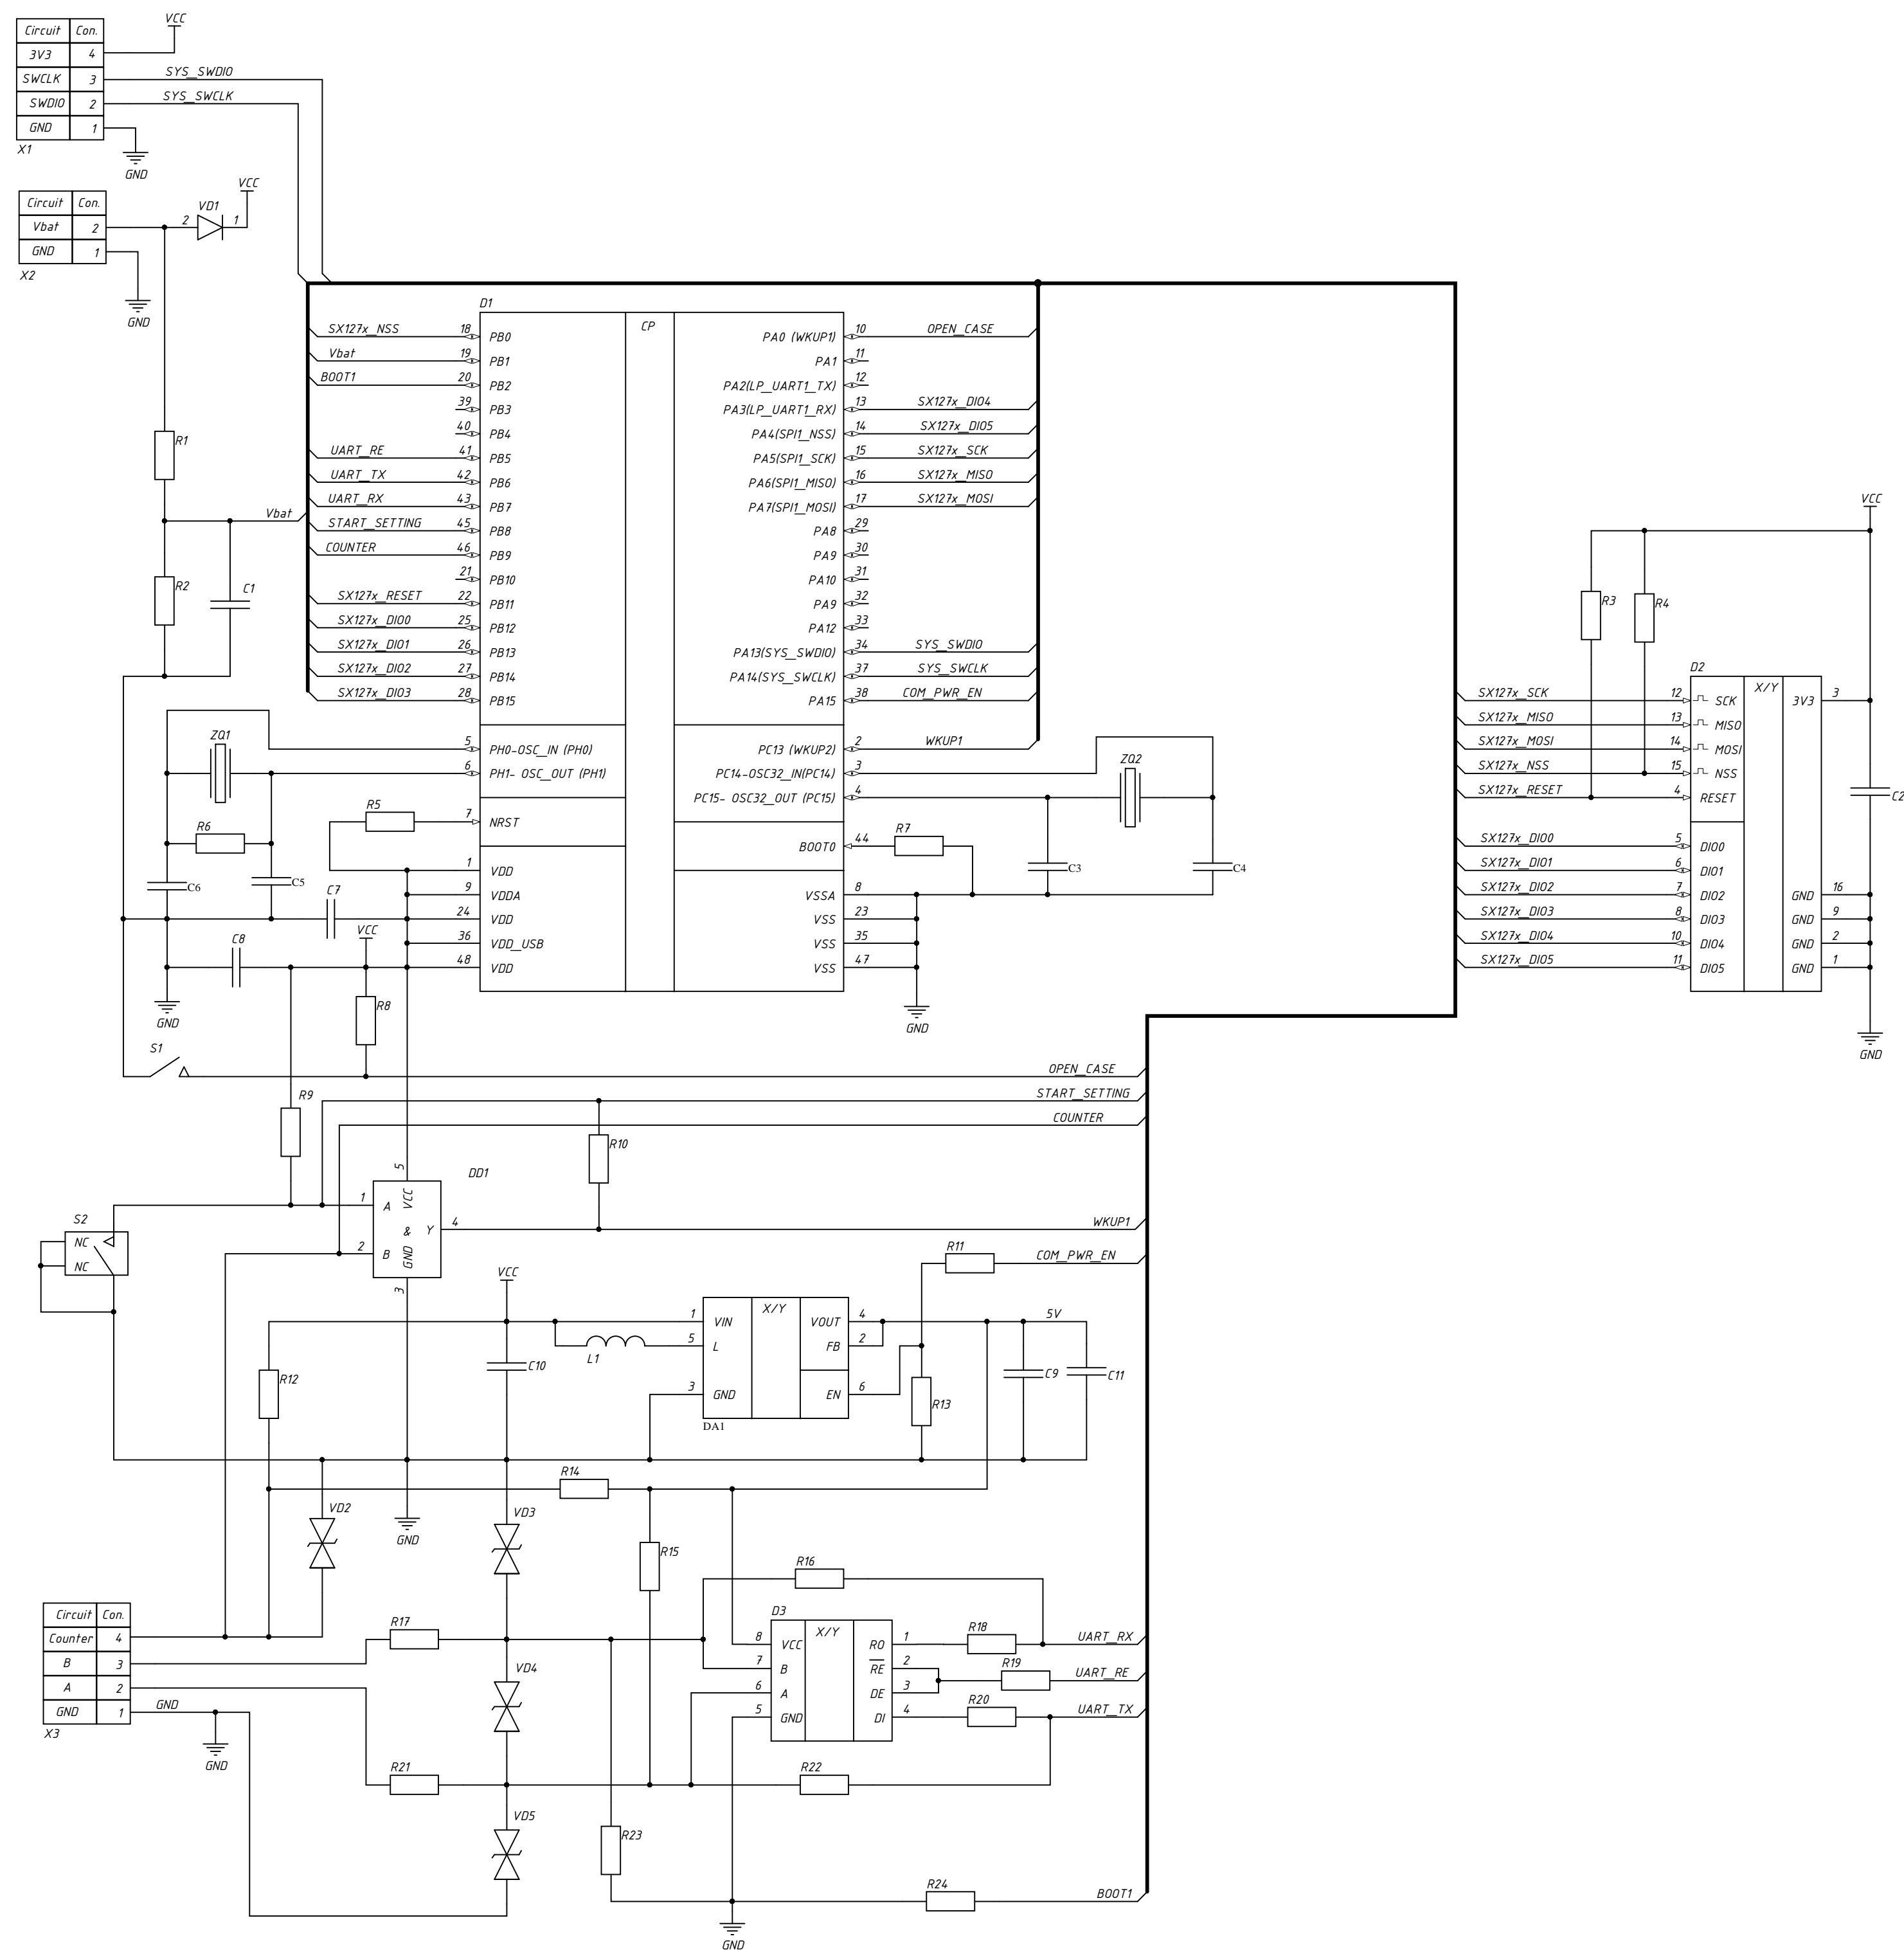 Circuit Con.
3V3 4
SWCLK 3
SWDIO 2
GND 1
X1
VCC
SYS_SWDIO
SYS_SWCLK
GND
Circuit Con.
Vbat 2
GND 1
X2
VD1
2 1
VCC
GND
R1
Vbat
R2
C1
D1
CP
SX127x_NSS 18 PB0
Vbat 19 PB1
BOOT1 20 PB2
39 PB3
40 PB4
UART_RE 41 PB5
UART_TX 42 PB6
UART_RX 43 PB7
START_SETTING 45 PB8
COUNTER 46 PB9
21 PB10
SX127x_RESET 22 PB11
SX127x_DIO0 25 PB12
SX127x_DIO1 26 PB13
SX127x_DIO2 27 PB14
SX127x_DIO3 28 PB15
5 PH0-OSC_IN (PH0)
6 PH1- OSC_OUT (PH1)
7 NRST
1 VDD
9 VDDA
24 VDD
36 VDD_USB
48 VDD
PA0 (WKUP1) 10 OPEN_CASE
PA1 11
PA2(LP_UART1_TX) 12
PA3(LP_UART1_RX) 13 SX127x_DIO4
PA4(SPI1_NSS) 14 SX127x_DIO5
PA5(SPI1_SCK) 15 SX127x_SCK
PA6(SPI1_MISO) 16 SX127x_MISO
PA7(SPI1_MOSI) 17 SX127x_MOSI
PA8 29
PA9 30
PA10 31
PA9 32
PA12 33
PA13(SYS_SWDIO) 34 SYS_SWDIO
PA14(SYS_SWCLK) 37 SYS_SWCLK
PA15 38 COM_PWR_EN
PC13 (WKUP2) 2 WKUP1
PC14-OSC32_IN(PC14) 3
PC15- OSC32_OUT (PC15) 4
BOOT0 44
VSSA 8
VSS 23
VSS 35
VSS 47
GND
ZQ1
R5
R6
C6
C5
C7
C8
VCC
GND
R8
ZQ2
R7
C3
C4
VCC
R3
R4
C2
D2
X/Y
SX127x_SCK 12 SCK
SX127x_MISO 13 MISO
SX127x_MOSI 14 MOSI
SX127x_NSS 15 NSS
SX127x_RESET 4 RESET
SX127x_DIO0 5 DIO0
SX127x_DIO1 6 DIO1
SX127x_DIO2 7 DIO2
SX127x_DIO3 8 DIO3
SX127x_DIO4 10 DIO4
SX127x_DIO5 11 DIO5
3V3 3
GND 16
GND 9
GND 2
GND 1
GND
S1
OPEN_CASE
START_SETTING
COUNTER
R9
R10
DD1
5
1 A
VCC
&
Y 4
2 B
GND
3
WKUP1
S2
NC
NC
R11
COM_PWR_EN
VCC
X/Y
1 VIN
5 L
3 GND
VOUT 4
FB 2
EN 6
DA1
5V
L1
C10
R12
R13
C9
C11
R14
VD2
GND
VD3
R15
R16
Circuit Con.
Counter 4
B 3
A 2
GND 1
X3
GND
GND
R17
VD4
D3
X/Y
8 VCC
7 B
6 A
5 GND
RO 1
RE 2
DE 3
DI 4
R18
UART_RX
R19
UART_RE
R20
UART_TX
R21
R22
VD5
R23
R24
BOOT1
GND